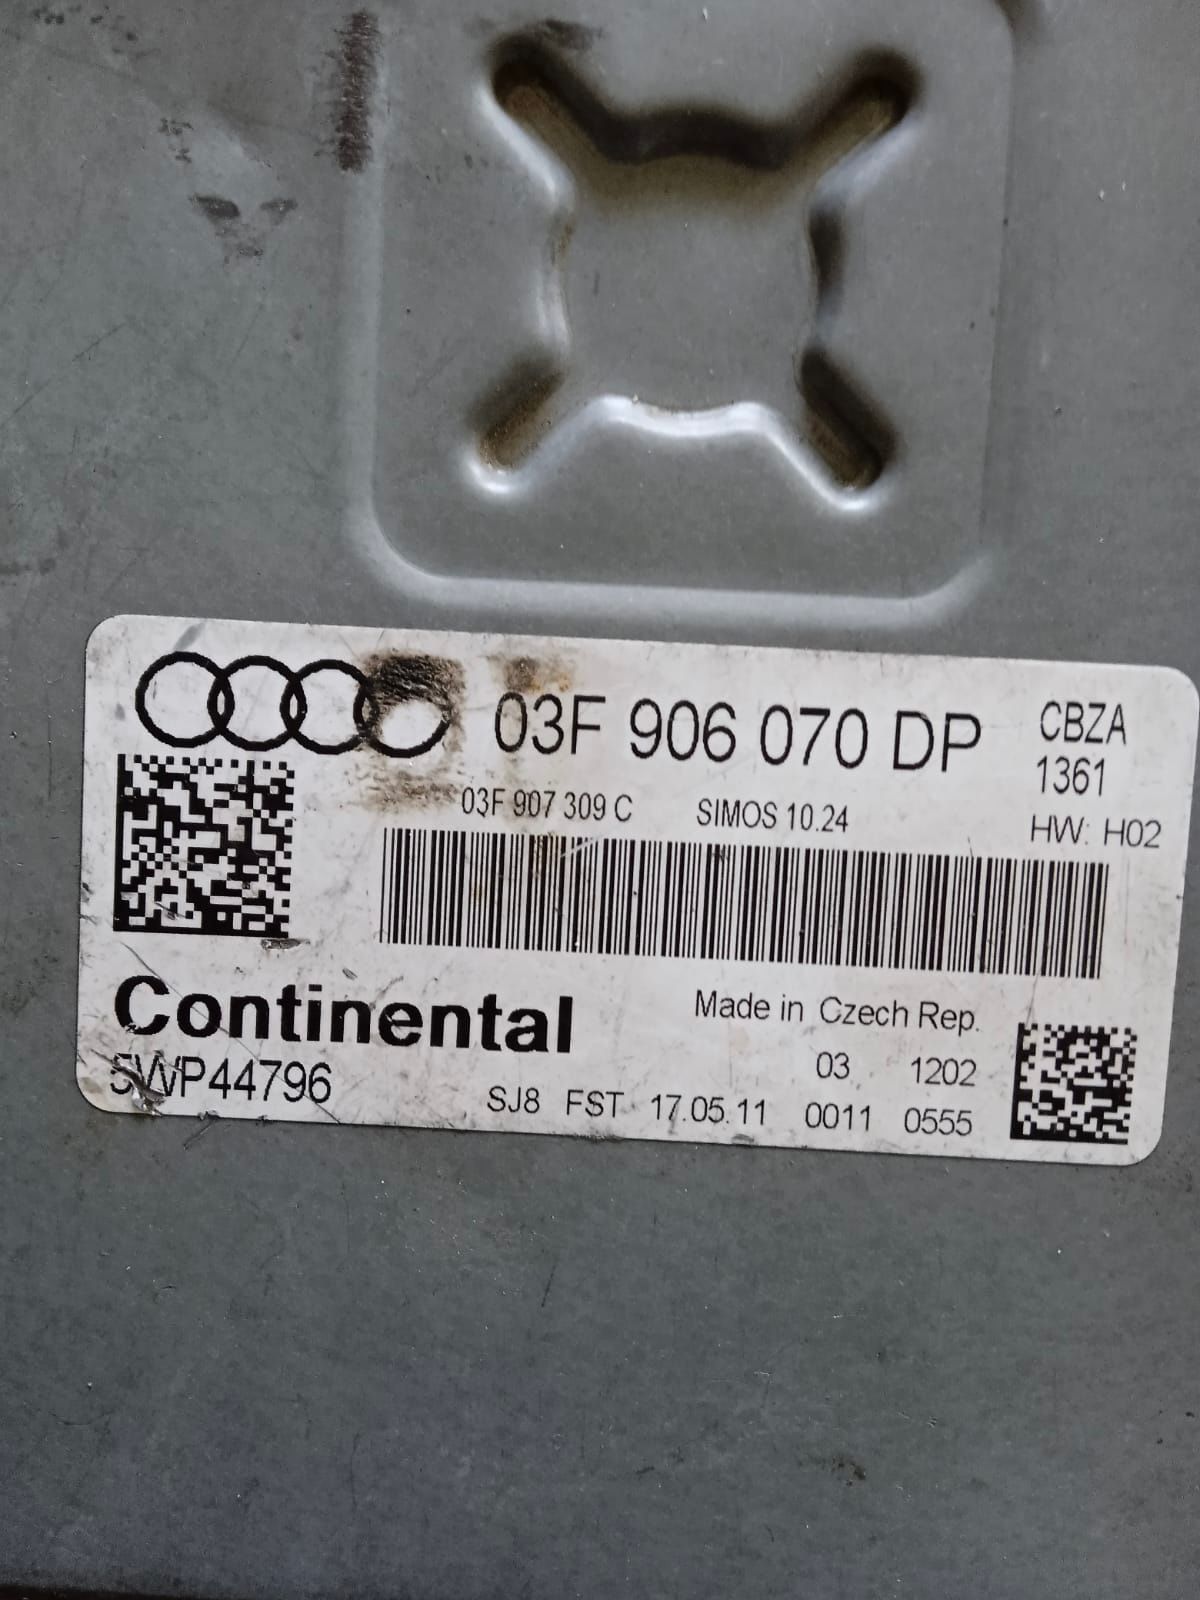 03F 906 070 DP
CBZA
1361
03F 907 309 C SIMOS 10.24 HW: H02
Continental
Made in Czech Rep.
5WP44796
03 1202
SJ8 FST 17.05.11 0011 0555